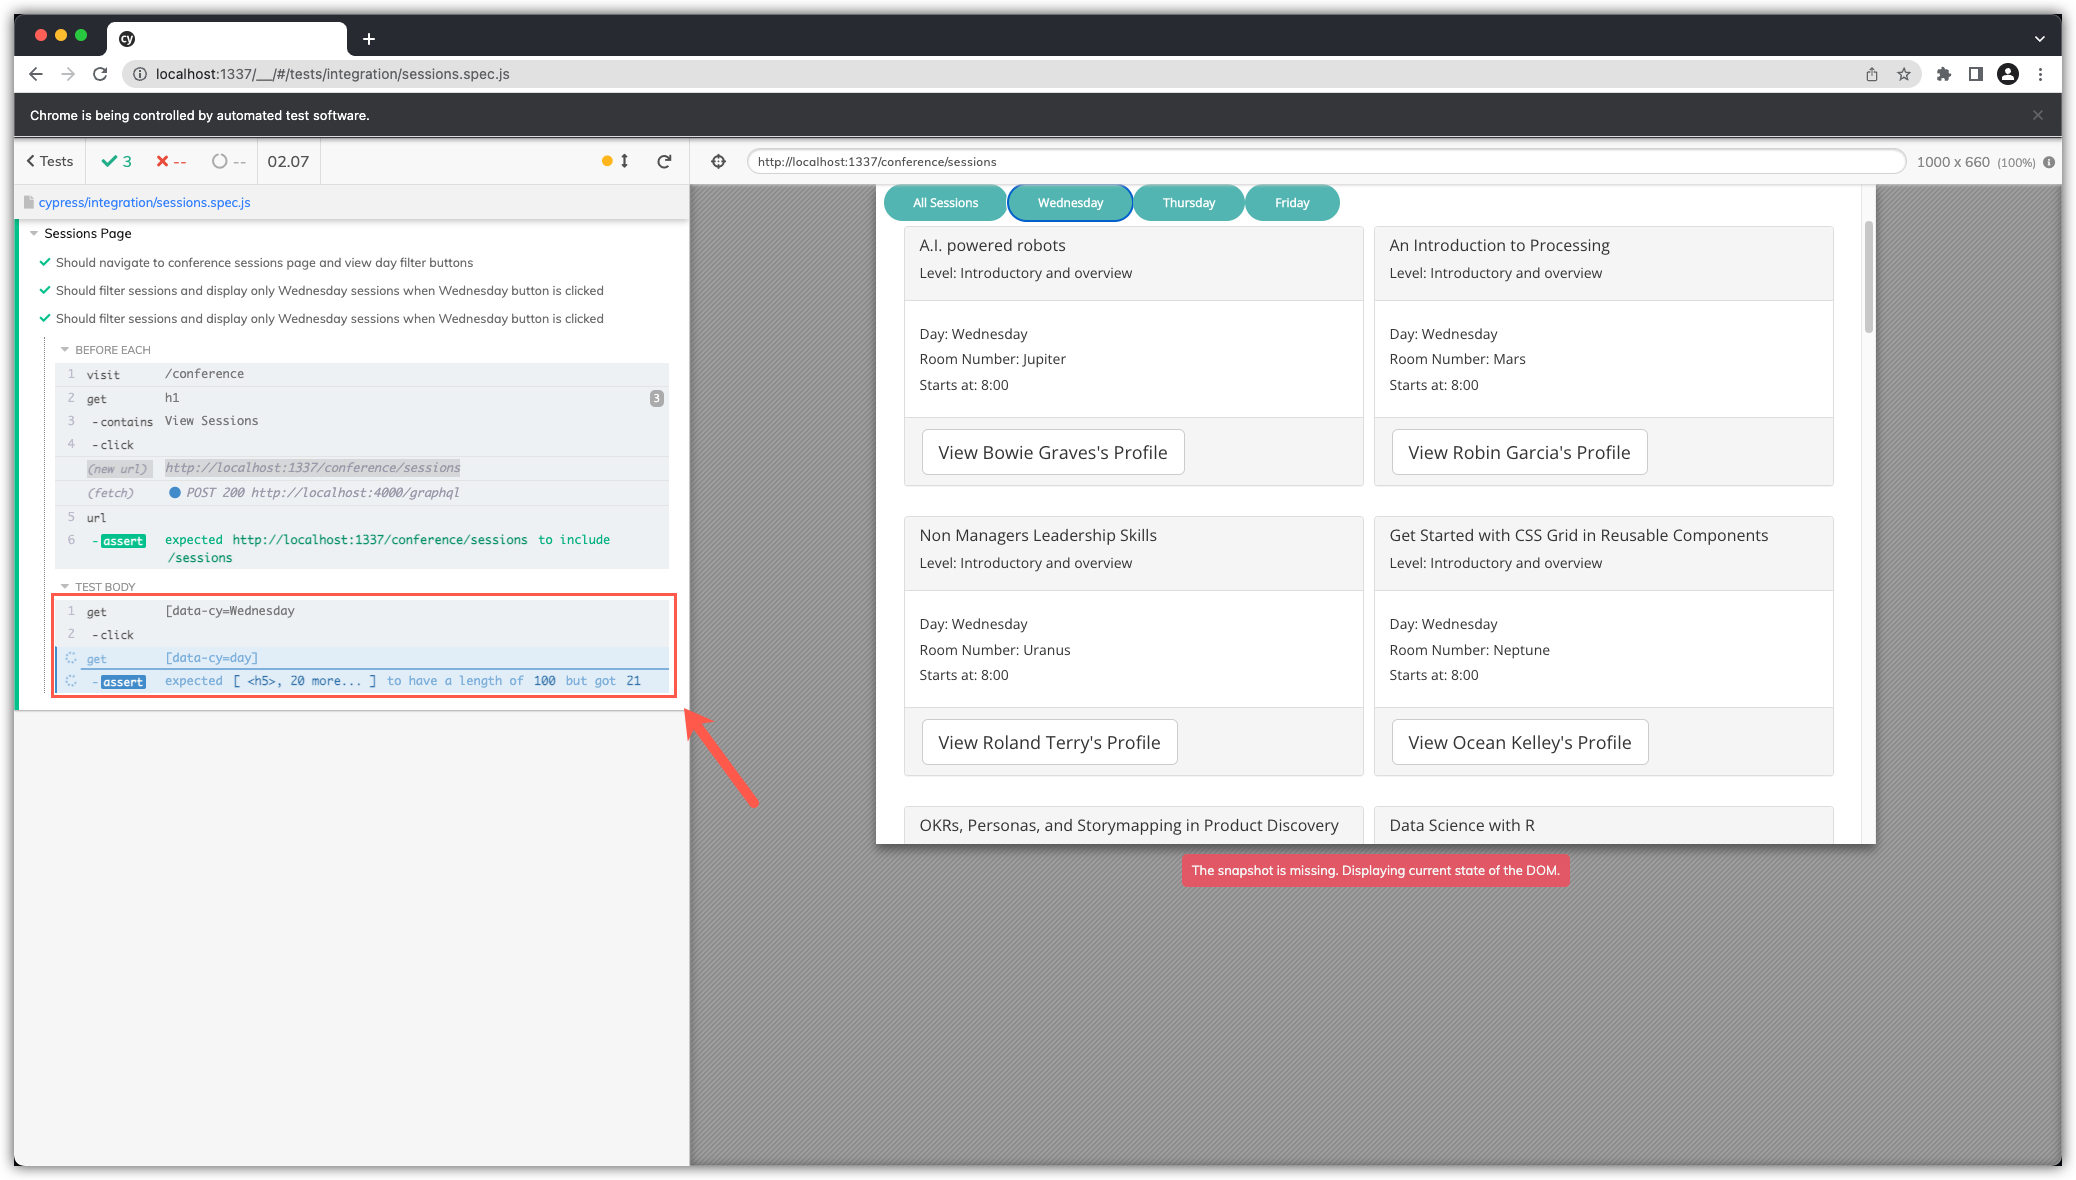 cy
localhost:1337/__/#/tests/integration/sessions.spec.js
Chrome is being controlled by automated test software.
Tests 3 -- -- 02.07
http://localhost:1337/conference/sessions 1000 x 660 (100%)
cypress/integration/sessions.spec.js
Sessions Page
Should navigate to conference sessions page and view day filter buttons
Should filter sessions and display only Wednesday sessions when Wednesday button is clicked
Should filter sessions and display only Wednesday sessions when Wednesday button is clicked
BEFORE EACH
1 visit /conference
2 get h1 3
3 -contains View Sessions
4 -click
(new url) http://localhost:1337/conference/sessions
(fetch) POST 200 http://localhost:4000/graphql
5 url
6 -assert expected http://localhost:1337/conference/sessions to include
/sessions
TEST BODY
1 get [data-cy=Wednesday
2 -click
get [data-cy=day]
-assert expected [ <h5>, 20 more... ] to have a length of 100 but got 21
All Sessions Wednesday Thursday Friday
A.I. powered robots
Level: Introductory and overview
Day: Wednesday
Room Number: Jupiter
Starts at: 8:00
View Bowie Graves's Profile
An Introduction to Processing
Level: Introductory and overview
Day: Wednesday
Room Number: Mars
Starts at: 8:00
View Robin Garcia's Profile
Non Managers Leadership Skills
Level: Introductory and overview
Day: Wednesday
Room Number: Uranus
Starts at: 8:00
View Roland Terry's Profile
Get Started with CSS Grid in Reusable Components
Level: Introductory and overview
Day: Wednesday
Room Number: Neptune
Starts at: 8:00
View Ocean Kelley's Profile
OKRs, Personas, and Storymapping in Product Discovery
Data Science with R
The snapshot is missing. Displaying current state of the DOM.